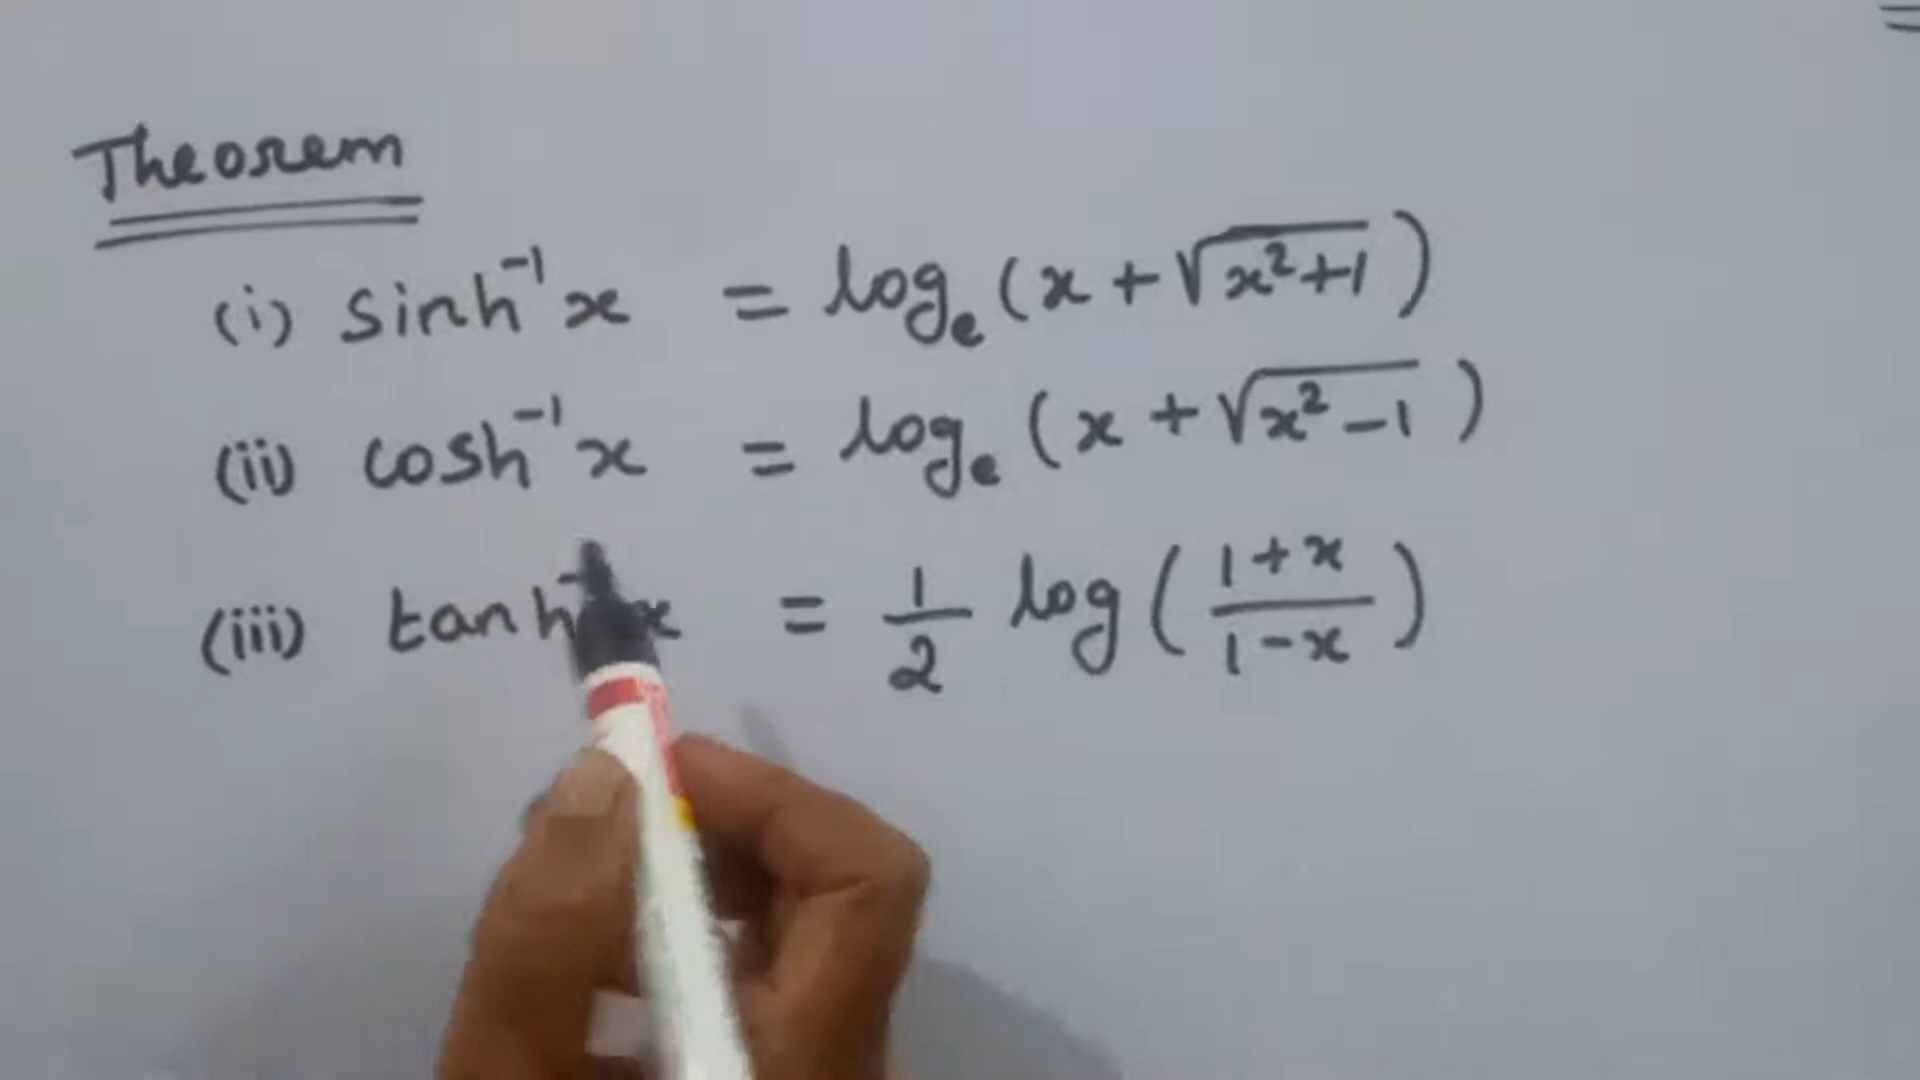 Theorem
(i) sinh⁻¹x = logₑ(x + √(x²+1))
(ii) cosh⁻¹x = logₑ(x + √(x²-1))
(iii) tanh⁻¹x = 1/2 log((1+x)/(1-x))